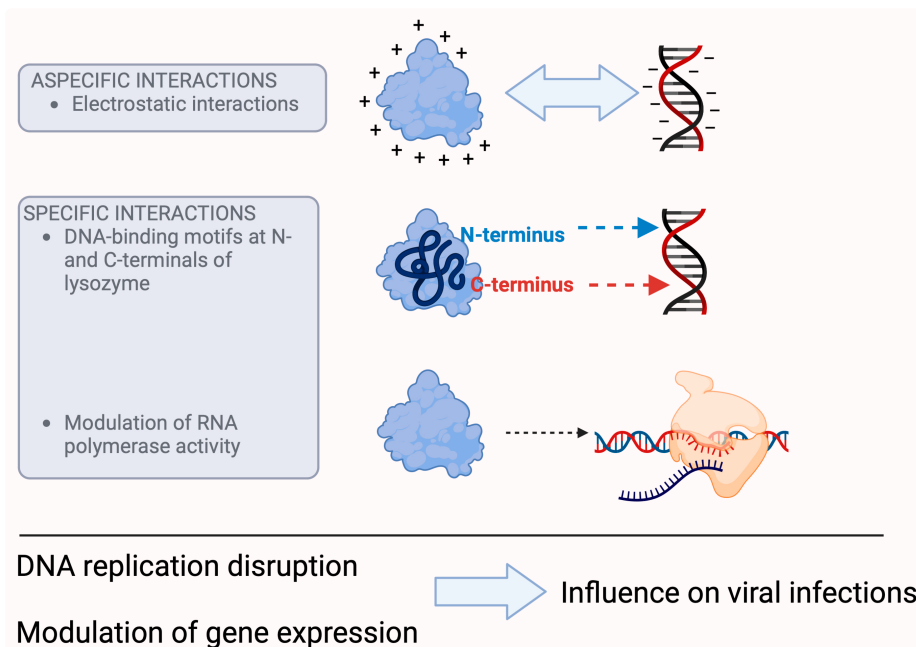 ASPECIFIC INTERACTIONS
• Electrostatic interactions
SPECIFIC INTERACTIONS
• DNA-binding motifs at N-
and C-terminals of
lysozyme
N-terminus
C-terminus
• Modulation of RNA
polymerase activity
DNA replication disruption
Influence on viral infections
Modulation of gene expression